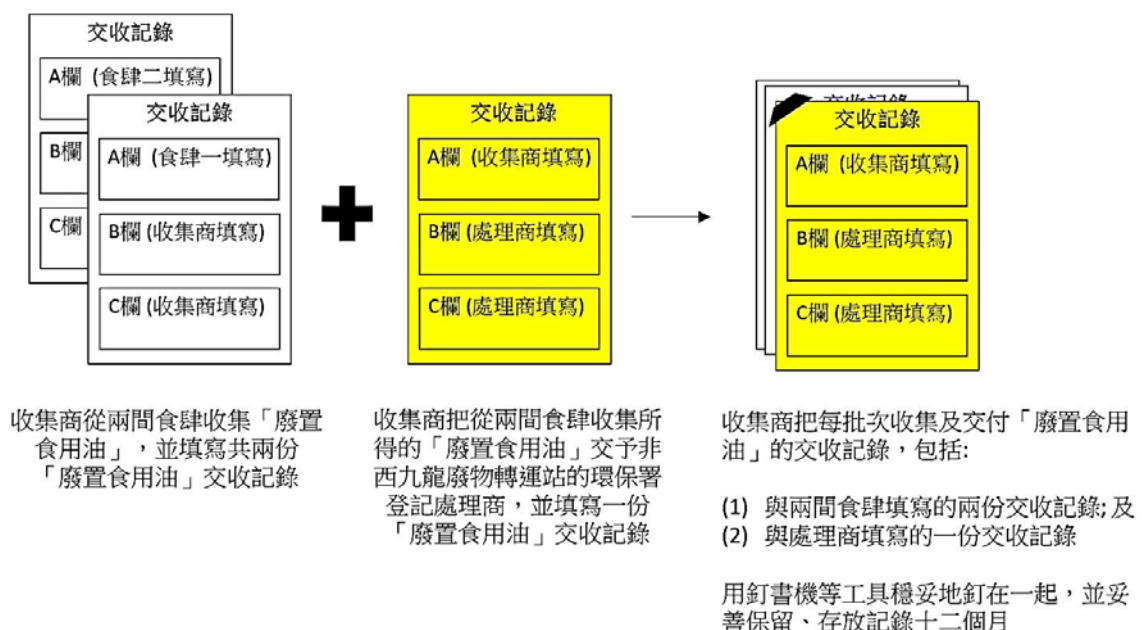 交收記錄
A欄 (食肆二填寫)
B欄
C欄
交收記錄
A欄 (食肆一填寫)
B欄 (收集商填寫)
C欄 (收集商填寫)
交收記錄
A欄 (收集商填寫)
B欄 (處理商填寫)
C欄 (處理商填寫)
交收記錄
交收記錄
A欄 (收集商填寫)
B欄 (處理商填寫)
C欄 (處理商填寫)
收集商從兩間食肆收集「廢置
食用油」，並填寫共兩份
「廢置食用油」交收記錄
收集商把從兩間食肆收集所
得的「廢置食用油」交予非
西九龍廢物轉運站的環保署
登記處理商，並填寫一份
「廢置食用油」交收記錄
收集商把每批次收集及交付「廢置食用
油」的交收記錄，包括:
(1) 與兩間食肆填寫的兩份交收記錄; 及
(2) 與處理商填寫的一份交收記錄
用釘書機等工具穩妥地釘在一起，並妥
善保留、存放記錄十二個月